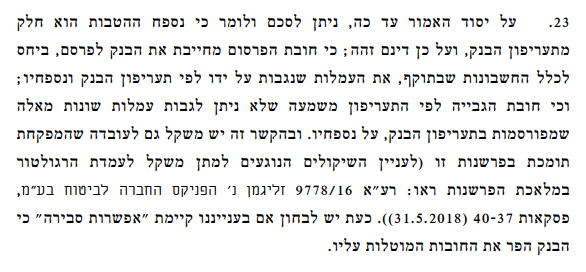 23. על יסוד האמור עד כה, ניתן לסכם ולומר כי נספח ההטבות הוא חלק
מתעריפון הבנק, ועל כן דינם זהה; כי חובת הפרסום מחייבת את הבנק לפרסם, ביחס
לכלל החשבונות שבתוקף, את העמלות שנגבות על ידו לפי תעריפון הבנק ונספחיו;
וכי חובת הגבייה לפי התעריפון משמעה שלא ניתן לגבות עמלות שונות מאלה
שמפורסמות בתעריפון הבנק, על נספחיו. ובהקשר זה יש משקל גם לעובדה שהמפקחת
תומכת בפרשנות זו (לעניין השיקולים הנוגעים למתן משקל לעמדת הרגולטור
במלאכת הפרשנות ראו: רע״א 9778/16 זליגמן נ׳ הפניקס החברה לביטוח בע״מ,
פסקאות 40-37 (31.5.2018)). כעת יש לבחון אם בענייננו קיימת ״אפשרות סבירה״ כי
הבנק הפר את החובות המוטלות עליו.